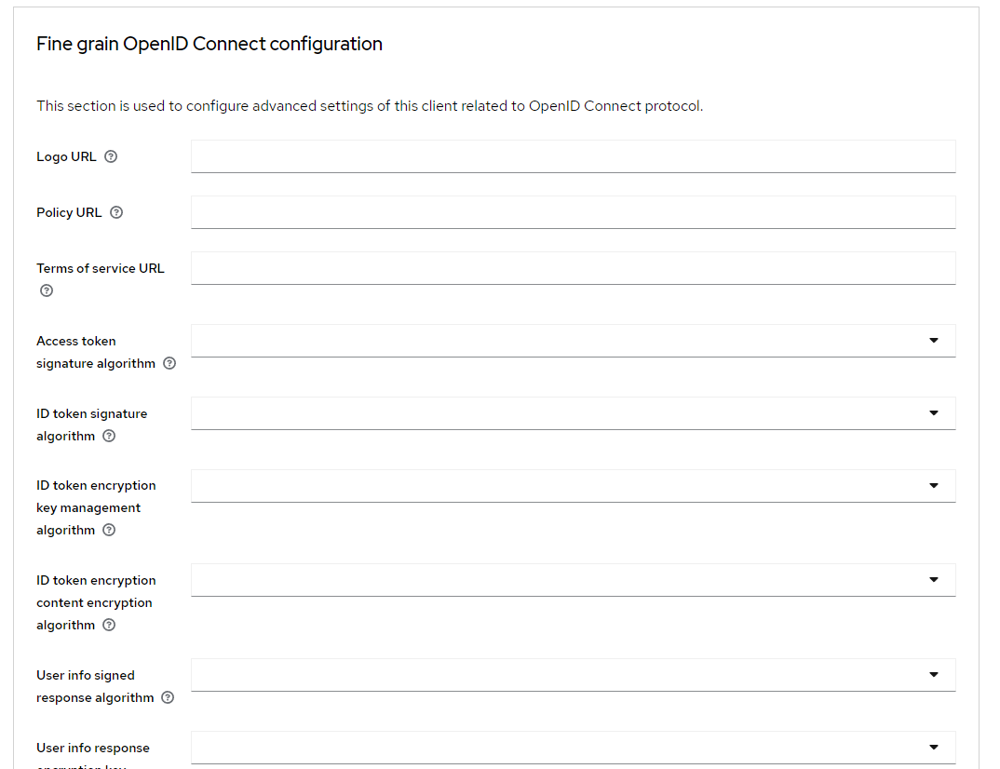 Fine grain OpenID Connect configuration
This section is used to configure advanced settings of this client related to OpenID Connect protocol.
Logo URL
Policy URL
Terms of service URL
Access token
signature algorithm
ID token signature
algorithm
ID token encryption
key management
algorithm
ID token encryption
content encryption
algorithm
User info signed
response algorithm
User info response
encryption key